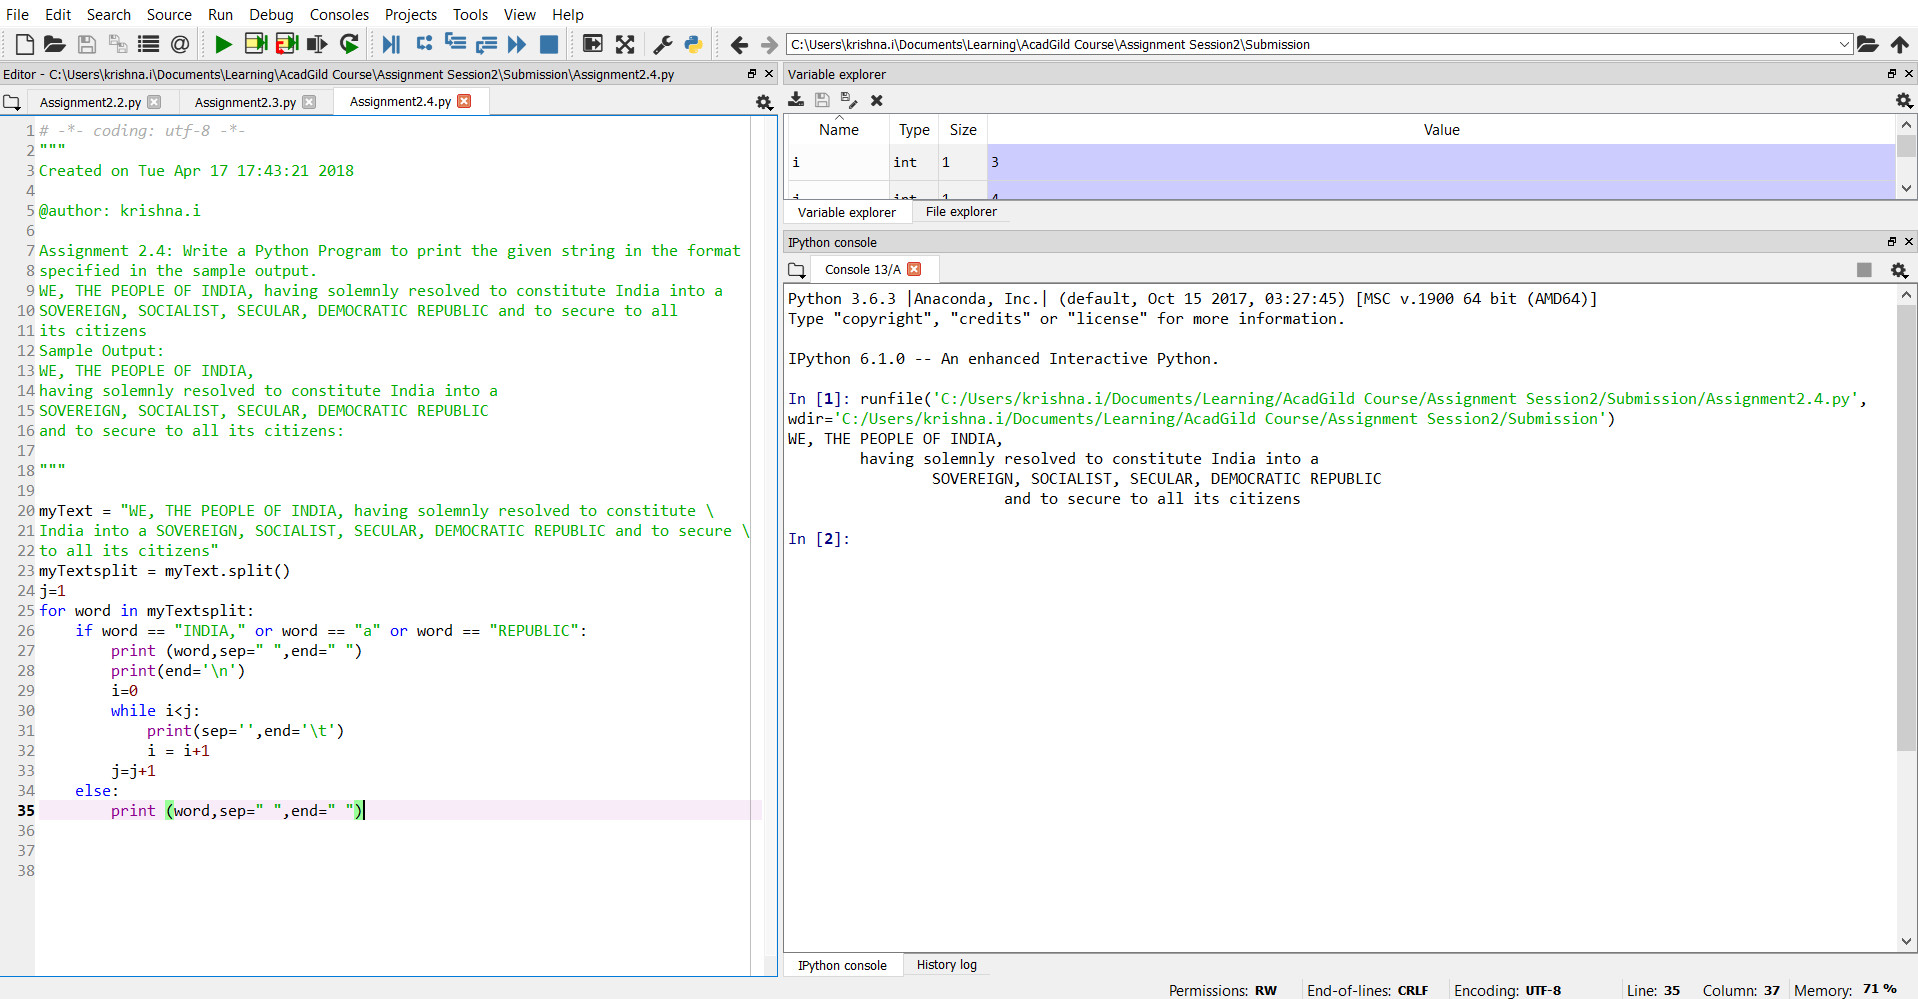 File Edit Search Source Run Debug Consoles Projects Tools View Help
C:\Users\krishna.i\Documents\Learning\AcadGild Course\Assignment Session2\Submission
Editor - C:\Users\krishna.i\Documents\Learning\AcadGild Course\Assignment Session2\Submission\Assignment2.4.py
Assignment2.2.py Assignment2.3.py Assignment2.4.py
1 # -*- coding: utf-8 -*-
2 """
3 Created on Tue Apr 17 17:43:21 2018
4
5 @author: krishna.i
6
7 Assignment 2.4: Write a Python Program to print the given string in the format
8 specified in the sample output.
9 WE, THE PEOPLE OF INDIA, having solemnly resolved to constitute India into a
10 SOVEREIGN, SOCIALIST, SECULAR, DEMOCRATIC REPUBLIC and to secure to all
11 its citizens
12 Sample Output:
13 WE, THE PEOPLE OF INDIA,
14 having solemnly resolved to constitute India into a
15 SOVEREIGN, SOCIALIST, SECULAR, DEMOCRATIC REPUBLIC
16 and to secure to all its citizens:
17
18 """
19
20 myText = "WE, THE PEOPLE OF INDIA, having solemnly resolved to constitute \
21 India into a SOVEREIGN, SOCIALIST, SECULAR, DEMOCRATIC REPUBLIC and to secure \
22 to all its citizens"
23 myTextsplit = myText.split()
24 j=1
25 for word in myTextsplit:
26     if word == "INDIA," or word == "a" or word == "REPUBLIC":
27         print (word,sep=" ",end=" ")
28         print(end='\n')
29         i=0
30         while i<j:
31             print(sep='',end='\t')
32             i = i+1
33         j=j+1
34     else:
35         print (word,sep=" ",end=" ")
36
37
38
Variable explorer
Name Type Size Value
i int 1 3
j int 1 4
Variable explorer File explorer
IPython console
Console 13/A
Python 3.6.3 |Anaconda, Inc.| (default, Oct 15 2017, 03:27:45) [MSC v.1900 64 bit (AMD64)]
Type "copyright", "credits" or "license" for more information.
IPython 6.1.0 -- An enhanced Interactive Python.
In [1]: runfile('C:/Users/krishna.i/Documents/Learning/AcadGild Course/Assignment Session2/Submission/Assignment2.4.py',
wdir='C:/Users/krishna.i/Documents/Learning/AcadGild Course/Assignment Session2/Submission')
WE, THE PEOPLE OF INDIA,
        having solemnly resolved to constitute India into a
                SOVEREIGN, SOCIALIST, SECULAR, DEMOCRATIC REPUBLIC
                        and to secure to all its citizens
In [2]:
IPython console History log
Permissions: RW End-of-lines: CRLF Encoding: UTF-8 Line: 35 Column: 37 Memory: 71 %